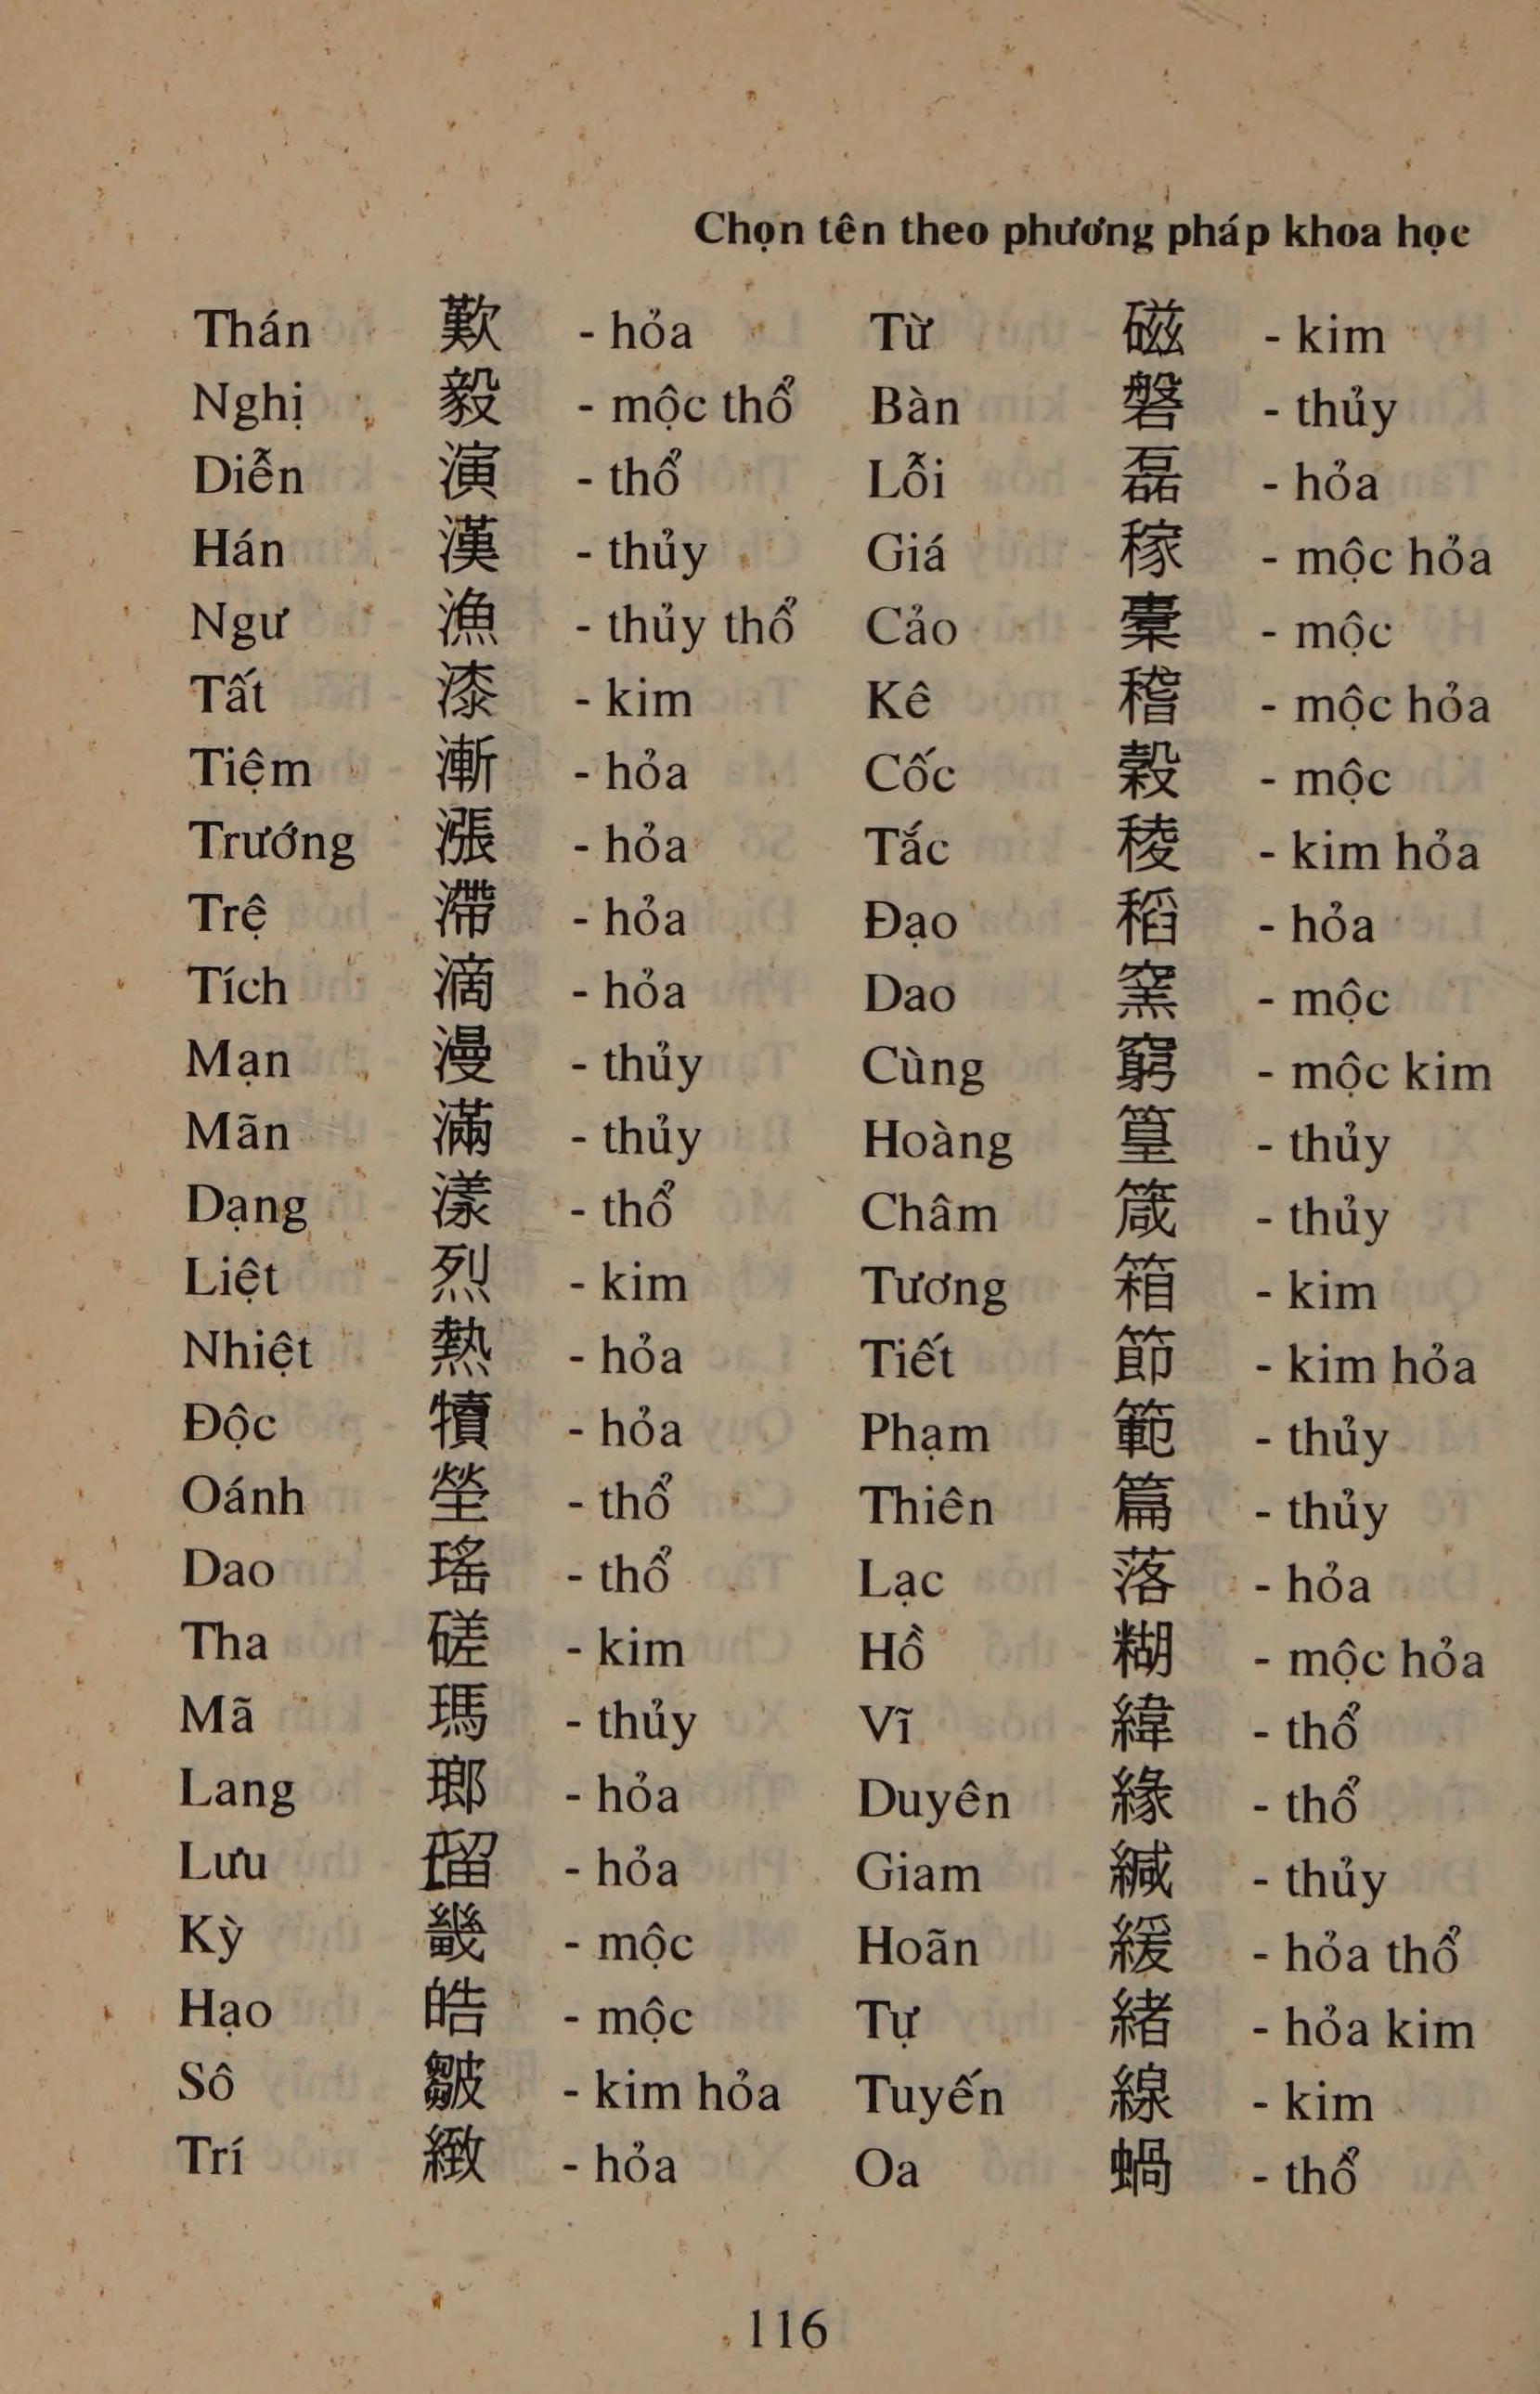 Chọn tên theo phương pháp khoa học
Thán 歎 - hỏa
Nghị 毅 - mộc thổ
Diễn 演 - thổ
Hán 漢 - thủy
Ngư 漁 - thủy thổ
Tất 漆 - kim
Tiệm 漸 - hỏa
Trướng 漲 - hỏa
Trệ 滯 - hỏa
Tích 滴 - hỏa
Mạn 漫 - thủy
Mãn 滿 - thủy
Dạng 漾 - thổ
Liệt 烈 - kim
Nhiệt 熱 - hỏa
Độc 犢 - hỏa
Oánh 塋 - thổ
Dao 瑤 - thổ
Tha 磋 - kim
Mã 瑪 - thủy
Lang 瑯 - hỏa
Lưu 瑠 - hỏa
Kỳ 畿 - mộc
Hạo 皓 - mộc
Sô 皺 - kim hỏa
Trí 緻 - hỏa
Từ 磁 - kim
Bàn 磐 - thủy
Lỗi 磊 - hỏa
Giá 稼 - mộc hỏa
Cảo 槀 - mộc
Kê 稽 - mộc hỏa
Cốc 穀 - mộc
Tắc 稜 - kim hỏa
Đạo 稻 - hỏa
Dao 窯 - mộc
Cùng 窮 - mộc kim
Hoàng 篁 - thủy
Châm 箴 - thủy
Tương 箱 - kim
Tiết 節 - kim hỏa
Phạm 範 - thủy
Thiên 篇 - thủy
Lạc 落 - hỏa
Hồ 糊 - mộc hỏa
Vĩ 緯 - thổ
Duyên 緣 - thổ
Giam 緘 - thủy
Hoãn 緩 - hỏa thổ
Tự 緒 - hỏa kim
Tuyến 線 - kim
Oa 蝸 - thổ
116